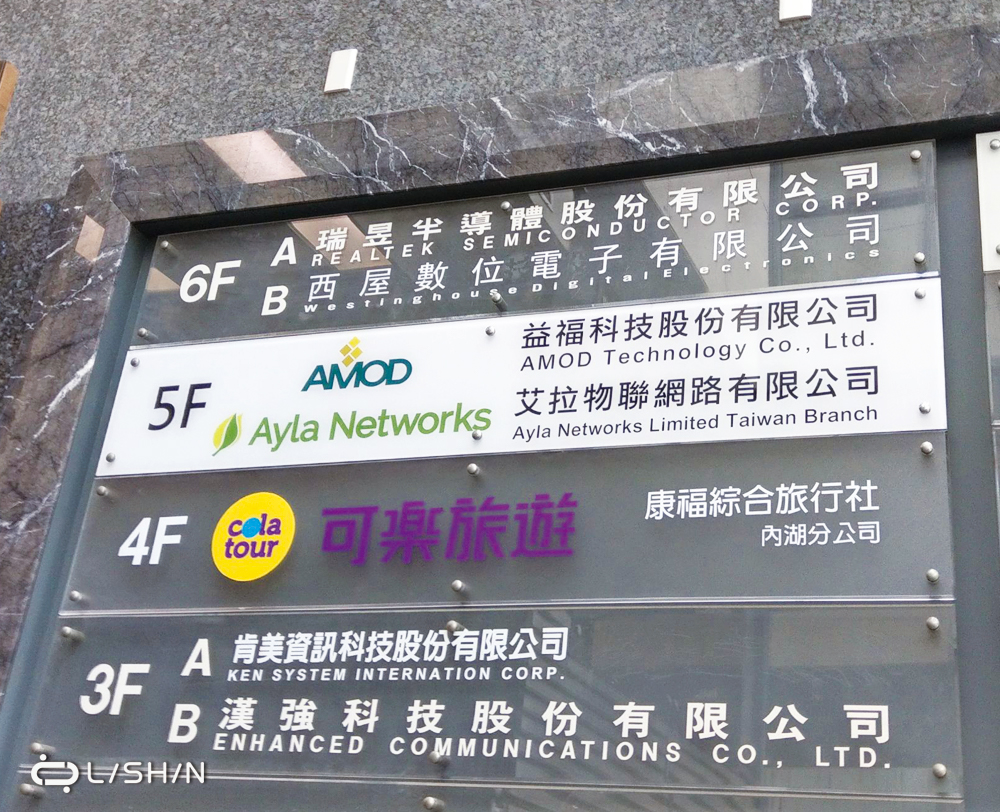 6F
A 瑞昱半導體股份有限公司
REALTEK SEMICONDUCTOR CORP.
B 西屋數位電子有限公司
Westinghouse Digital Electronics
5F
AMOD
益福科技股份有限公司
AMOD Technology Co., Ltd.
Ayla Networks
艾拉物聯網路有限公司
Ayla Networks Limited Taiwan Branch
4F
cola
tour
可樂旅遊
康福綜合旅行社
內湖分公司
3F
A 肯美資訊科技股份有限公司
KEN SYSTEM INTERNATION CORP.
B 漢強科技股份有限公司
ENHANCED COMMUNICATIONS CO., LTD.
L/SH/N